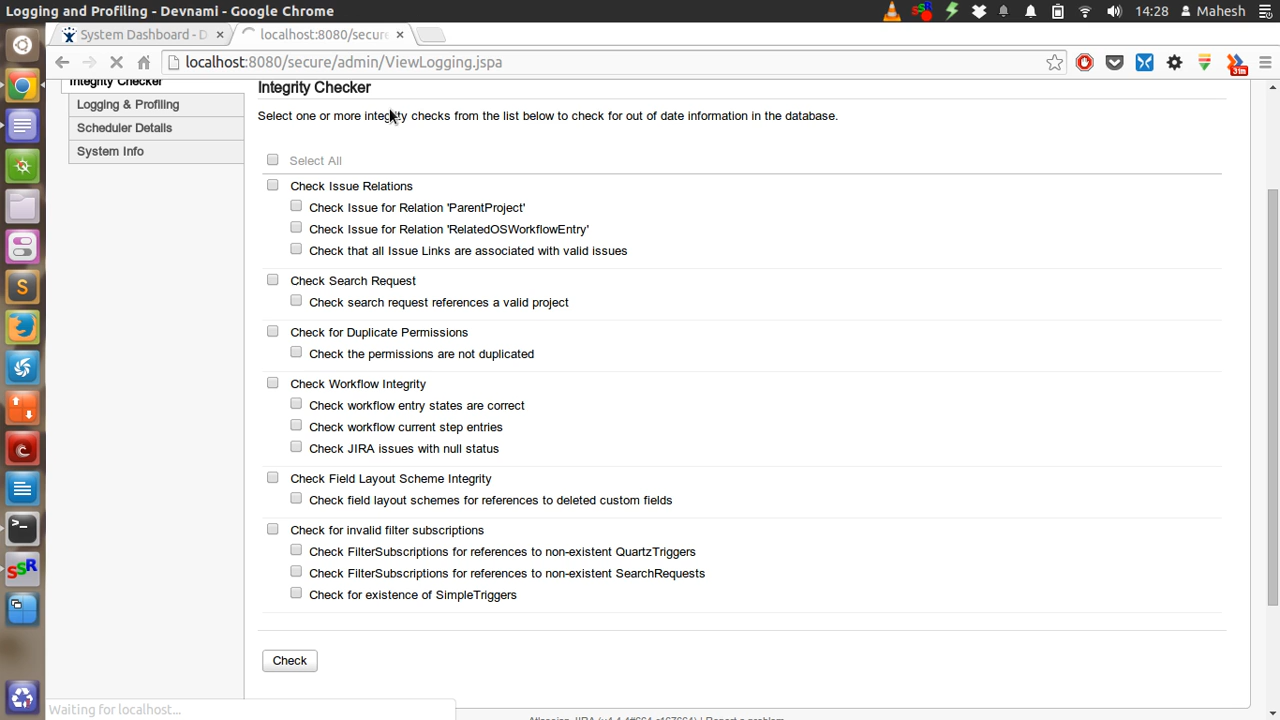 Logging and Profiling - Devnami - Google Chrome
14:28 Mahesh
System Dashboard - D
localhost:8080/secure
localhost:8080/secure/admin/ViewLogging.jspa
31m
Integrity Checker
Logging & Profiling
Scheduler Details
System Info
Integrity Checker
Select one or more integrity checks from the list below to check for out of date information in the database.
Select All
Check Issue Relations
Check Issue for Relation 'ParentProject'
Check Issue for Relation 'RelatedOSWorkflowEntry'
Check that all Issue Links are associated with valid issues
Check Search Request
Check search request references a valid project
Check for Duplicate Permissions
Check the permissions are not duplicated
Check Workflow Integrity
Check workflow entry states are correct
Check workflow current step entries
Check JIRA issues with null status
Check Field Layout Scheme Integrity
Check field layout schemes for references to deleted custom fields
Check for invalid filter subscriptions
Check FilterSubscriptions for references to non-existent QuartzTriggers
Check FilterSubscriptions for references to non-existent SearchRequests
Check for existence of SimpleTriggers
Check
Waiting for localhost...
| Report a problem